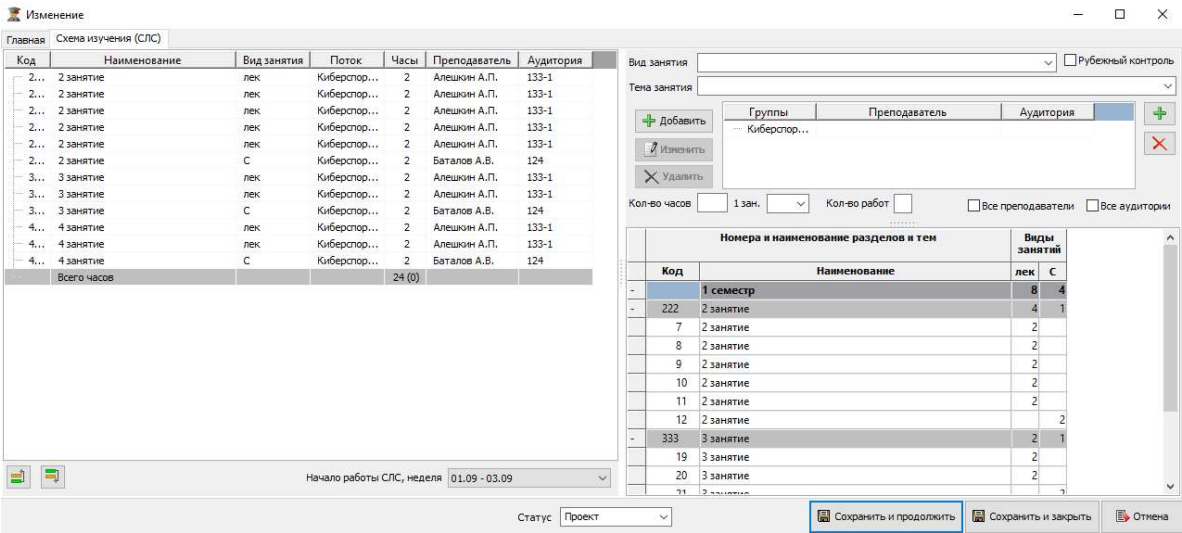 Изменение
Главная Схема изучения (СЛС)
Код Наименование Вид занятия Поток Часы Преподаватель Аудитория
2... 2 занятие лек Киберспор... 2 Алешкин А.П. 133-1
2... 2 занятие лек Киберспор... 2 Алешкин А.П. 133-1
2... 2 занятие лек Киберспор... 2 Алешкин А.П. 133-1
2... 2 занятие лек Киберспор... 2 Алешкин А.П. 133-1
2... 2 занятие лек Киберспор... 2 Алешкин А.П. 133-1
2... 2 занятие С Киберспор... 2 Баталов А.В. 124
3... 3 занятие лек Киберспор... 2 Алешкин А.П. 133-1
3... 3 занятие лек Киберспор... 2 Алешкин А.П. 133-1
3... 3 занятие С Киберспор... 2 Баталов А.В. 124
4... 4 занятие лек Киберспор... 2 Алешкин А.П. 133-1
4... 4 занятие лек Киберспор... 2 Алешкин А.П. 133-1
4... 4 занятие С Киберспор... 2 Баталов А.В. 124
Всего часов 24 (0)
Начало работы СЛС, неделя 01.09 - 03.09
Вид занятия Рубежный контроль
Тема занятия
Добавить
Изменить
Удалить
Группы Преподаватель Аудитория
Киберспор...
Кол-во часов 1 зан. Кол-во работ Все преподаватели Все аудитории
Номера и наименование разделов и тем Виды занятий
Код Наименование лек С
- 1 семестр 8 4
- 222 2 занятие 4 1
7 2 занятие 2
8 2 занятие 2
9 2 занятие 2
10 2 занятие 2
11 2 занятие 2
12 2 занятие 2
- 333 3 занятие 2 1
19 3 занятие 2
20 3 занятие 2
21 3 занятие 2
Статус Проект Сохранить и продолжить Сохранить и закрыть Отмена